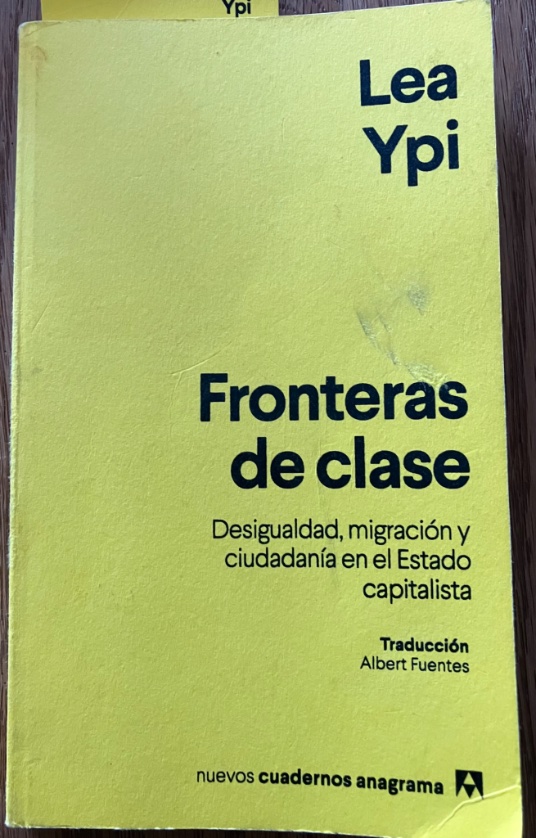 Ypi
Lea
Ypi
Fronteras
de clase
Desigualdad, migración y
ciudadanía en el Estado
capitalista
Traducción
Albert Fuentes
nuevos cuadernos anagrama